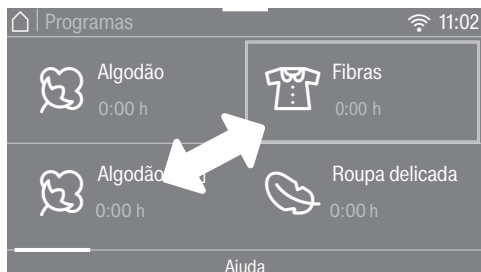 Programas
11:02
Algodão
0:00 h
Fibras
0:00 h
Algodão
0:00 h
Roupa delicada
0:00 h
Ajuda